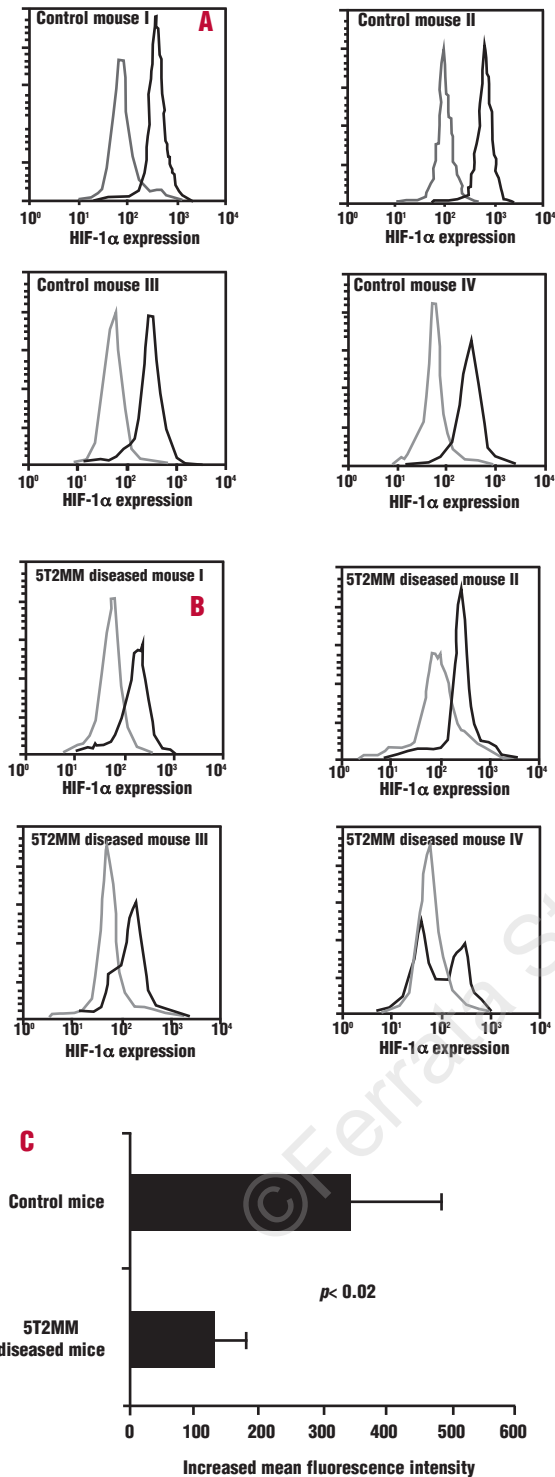 Control mouse I
A
10⁰ 10¹ 10² 10³ 10⁴
HIF-1α expression
Control mouse II
10⁰ 10¹ 10² 10³ 10⁴
HIF-1α expression
Control mouse III
10⁰ 10¹ 10² 10³ 10⁴
HIF-1α expression
Control mouse IV
10⁰ 10¹ 10² 10³ 10⁴
HIF-1α expression
5T2MM diseased mouse I
B
10⁰ 10¹ 10² 10³ 10⁴
HIF-1α expression
5T2MM diseased mouse II
10⁰ 10¹ 10² 10³ 10⁴
HIF-1α expression
5T2MM diseased mouse III
10⁰ 10¹ 10² 10³ 10⁴
HIF-1α expression
5T2MM diseased mouse IV
10⁰ 10¹ 10² 10³ 10⁴
HIF-1α expression
C
Control mice
p< 0.02
5T2MM
diseased mice
0 100 200 300 400 500 600
Increased mean fluorescence intensity
©Ferrata